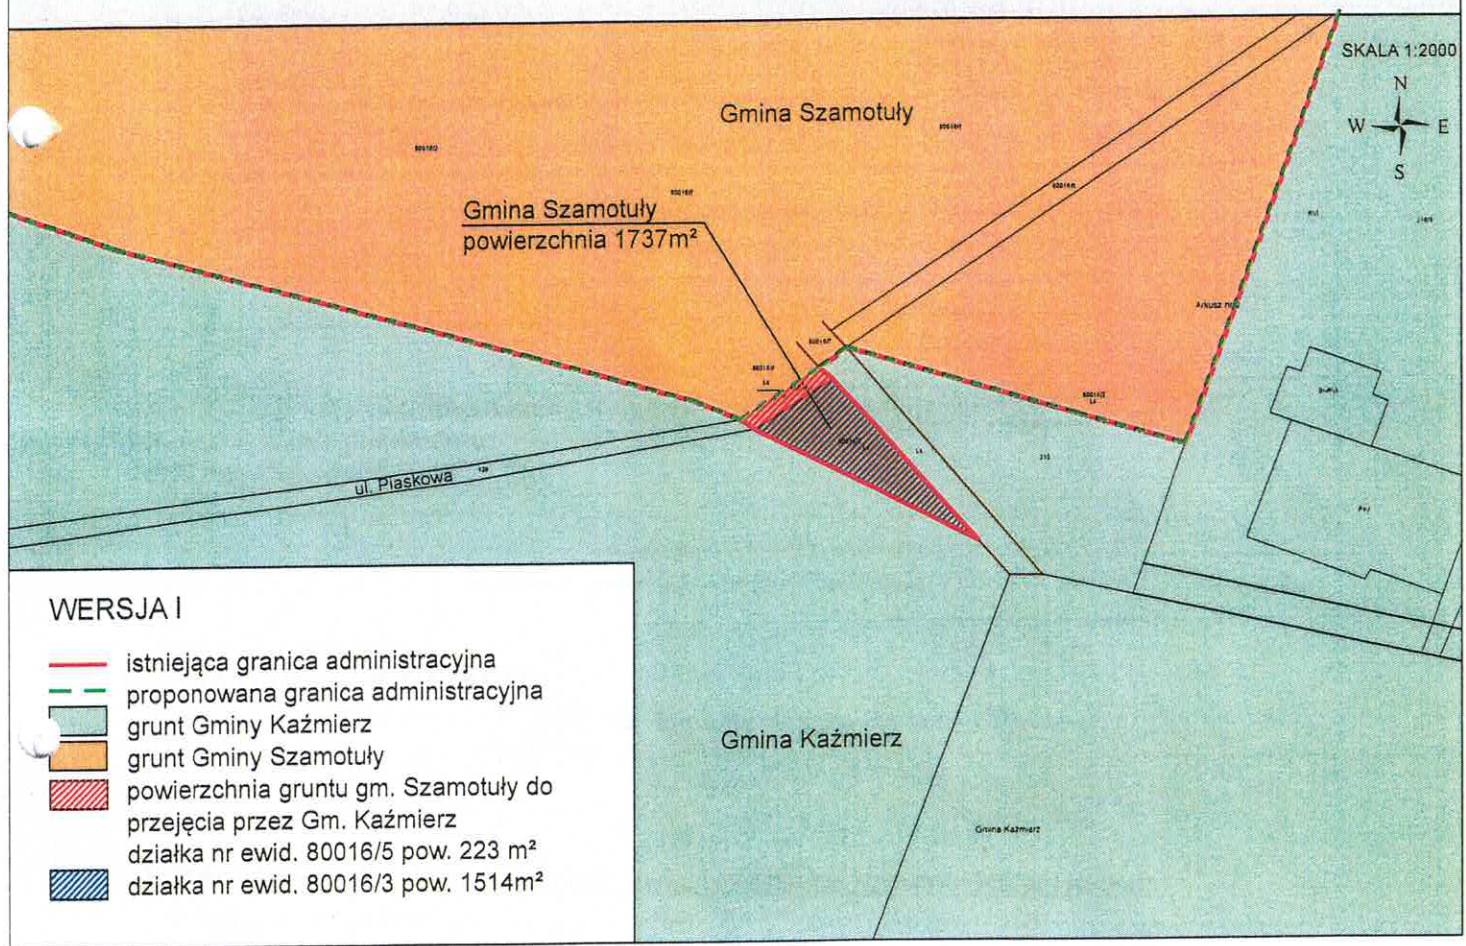 SKALA 1:2000
N
W E
S
Gmina Szamotuły
Gmina Szamotuły
powierzchnia 1737m²
ul. Piaskowa
WERSJA I
istniejąca granica administracyjna
proponowana granica administracyjna
grunt Gminy Kaźmierz
grunt Gminy Szamotuły
powierzchnia gruntu gm. Szamotuły do
przejęcia przez Gm. Kaźmierz
działka nr ewid. 80016/5 pow. 223 m²
działka nr ewid. 80016/3 pow. 1514m²
Gmina Kaźmierz
Gmina Kaźmierz